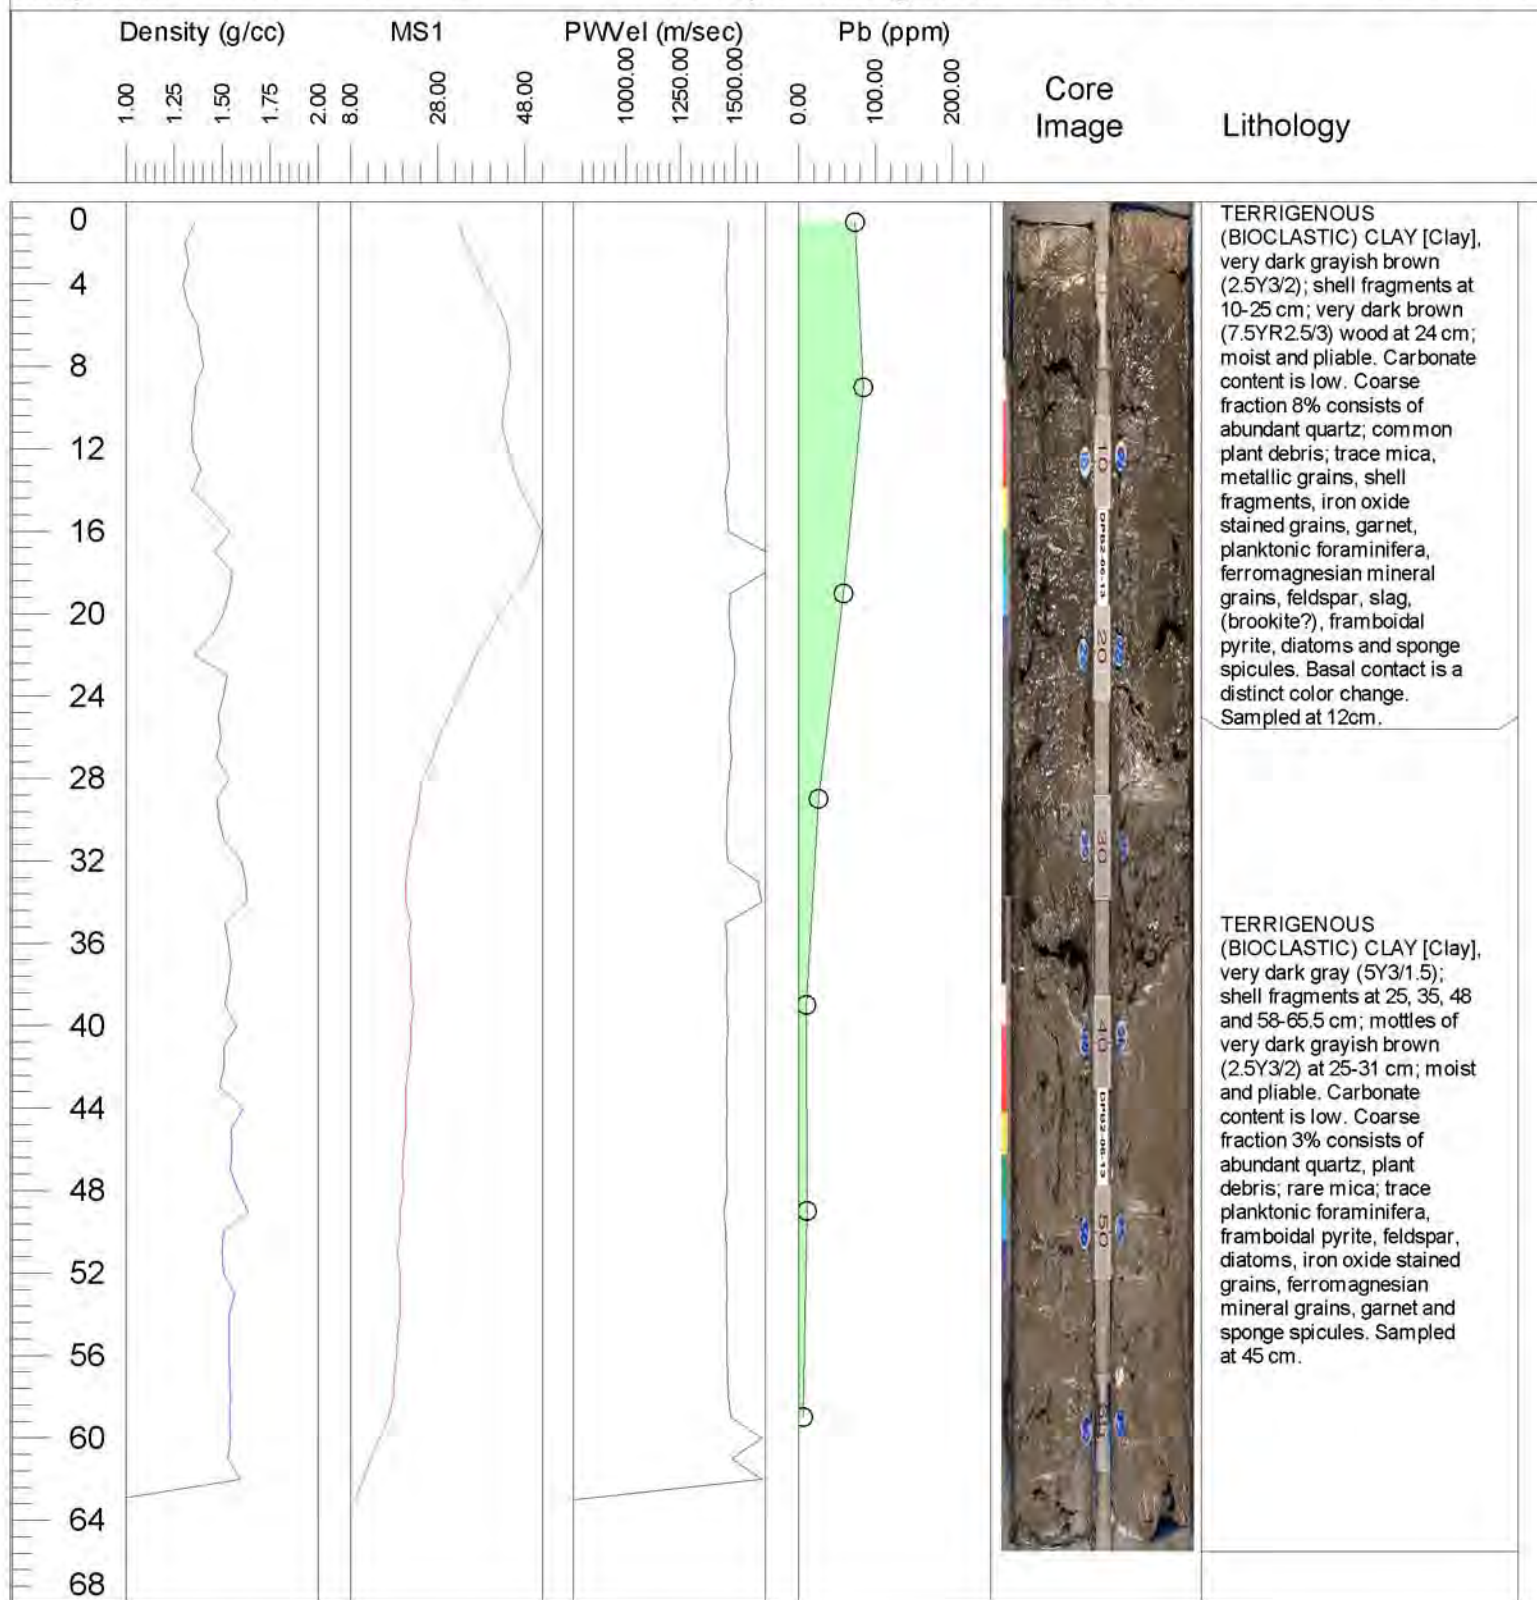 Density (g/cc) MS1 PWVel (m/sec) Pb (ppm)
1.00 1.25 1.50 1.75 2.00 8.00 28.00 48.00 1000.00 1250.00 1500.00 0.00 100.00 200.00
Core
Image
Lithology
0
4
8
12
16
20
24
28
32
36
40
44
48
52
56
60
64
68
10
20
30
40
50
TERRIGENOUS
(BIOCLASTIC) CLAY [Clay],
very dark grayish brown
(2.5Y3/2); shell fragments at
10-25 cm; very dark brown
(7.5YR2.5/3) wood at 24 cm;
moist and pliable. Carbonate
content is low. Coarse
fraction 8% consists of
abundant quartz; common
plant debris; trace mica,
metallic grains, shell
fragments, iron oxide
stained grains, garnet,
planktonic foraminifera,
ferromagnesian mineral
grains, feldspar, slag,
(brookite?), framboidal
pyrite, diatoms and sponge
spicules. Basal contact is a
distinct color change.
Sampled at 12cm.
TERRIGENOUS
(BIOCLASTIC) CLAY [Clay],
very dark gray (5Y3/1.5);
shell fragments at 25, 35, 48
and 58-65.5 cm; mottles of
very dark grayish brown
(2.5Y3/2) at 25-31 cm; moist
and pliable. Carbonate
content is low. Coarse
fraction 3% consists of
abundant quartz, plant
debris; rare mica; trace
planktonic foraminifera,
framboidal pyrite, feldspar,
diatoms, iron oxide stained
grains, ferromagnesian
mineral grains, garnet and
sponge spicules. Sampled
at 45 cm.